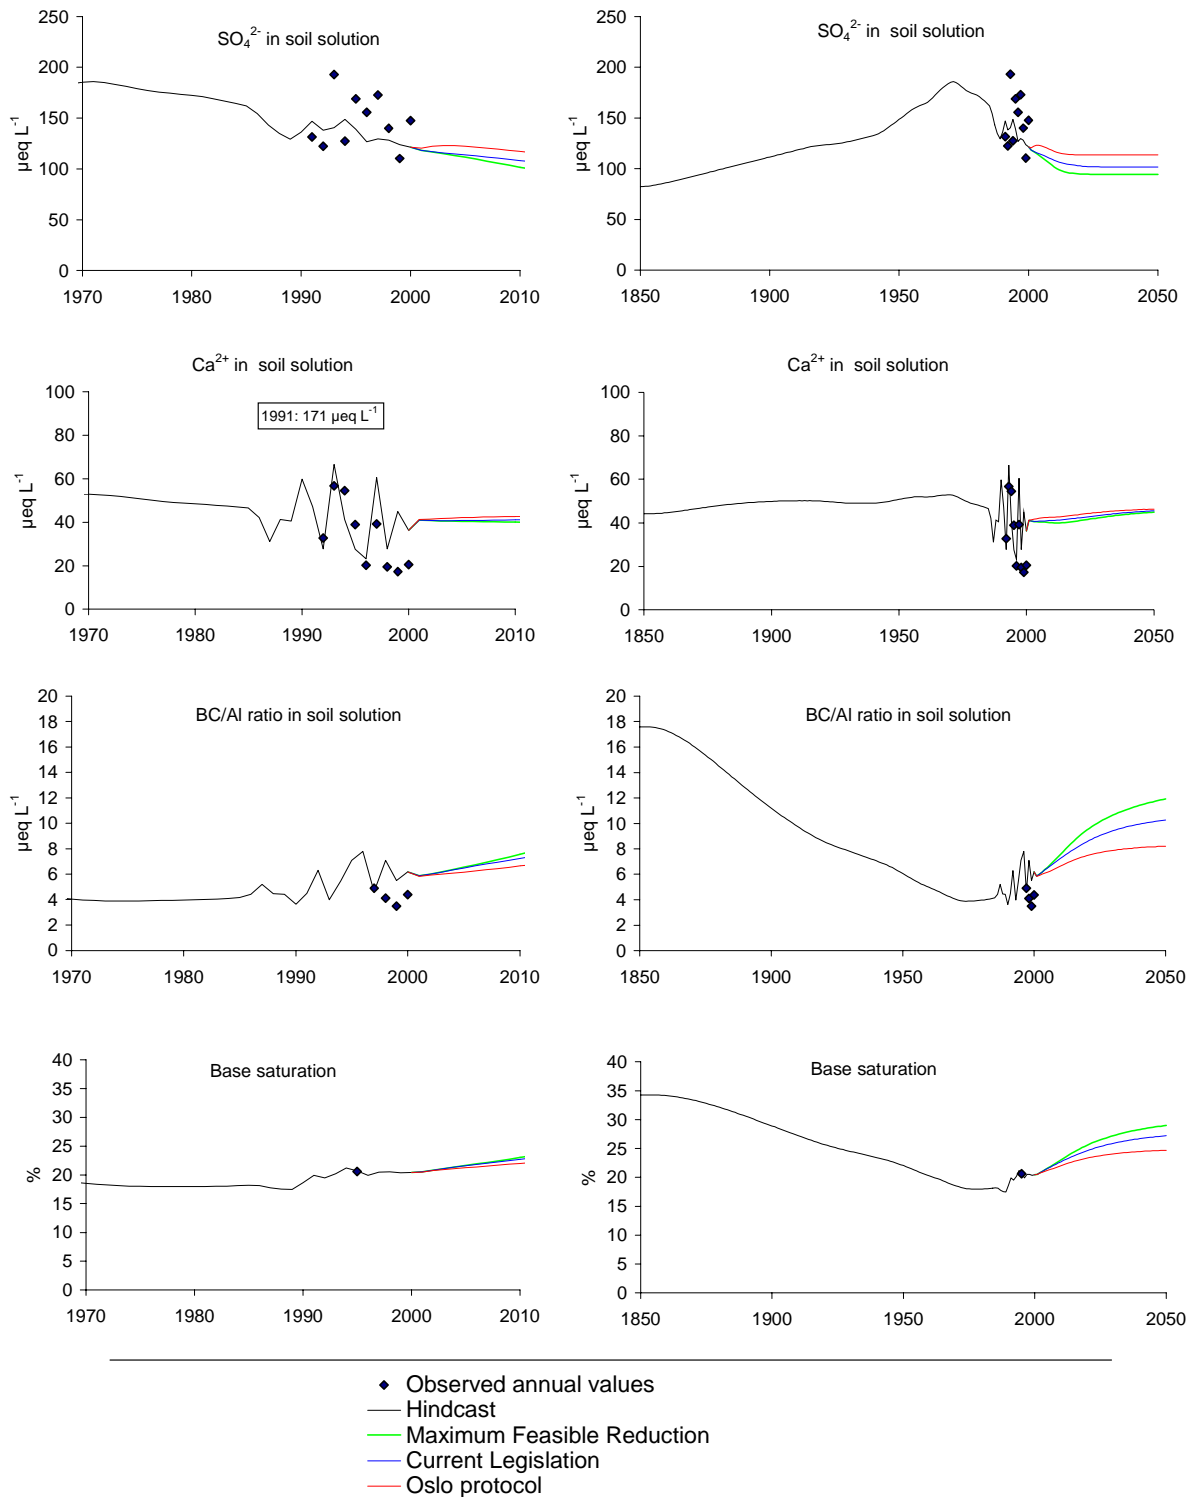 SO₄²⁻ in soil solution
250
200
150
100
50
0
µeq L⁻¹
1970 1980 1990 2000 2010
SO₄²⁻ in soil solution
250
200
150
100
50
0
µeq L⁻¹
1850 1900 1950 2000 2050
Ca²⁺ in soil solution
1991: 171 µeq L⁻¹
100
80
60
40
20
0
µeq L⁻¹
1970 1980 1990 2000 2010
Ca²⁺ in soil solution
100
80
60
40
20
0
µeq L⁻¹
1850 1900 1950 2000 2050
BC/Al ratio in soil solution
20
18
16
14
12
10
8
6
4
2
0
µeq L⁻¹
1970 1980 1990 2000 2010
BC/Al ratio in soil solution
20
18
16
14
12
10
8
6
4
2
0
µeq L⁻¹
1850 1900 1950 2000 2050
Base saturation
40
35
30
25
20
15
10
5
0
%
1970 1980 1990 2000 2010
Base saturation
40
35
30
25
20
15
10
5
0
%
1850 1900 1950 2000 2050
Observed annual values
Hindcast
Maximum Feasible Reduction
Current Legislation
Oslo protocol